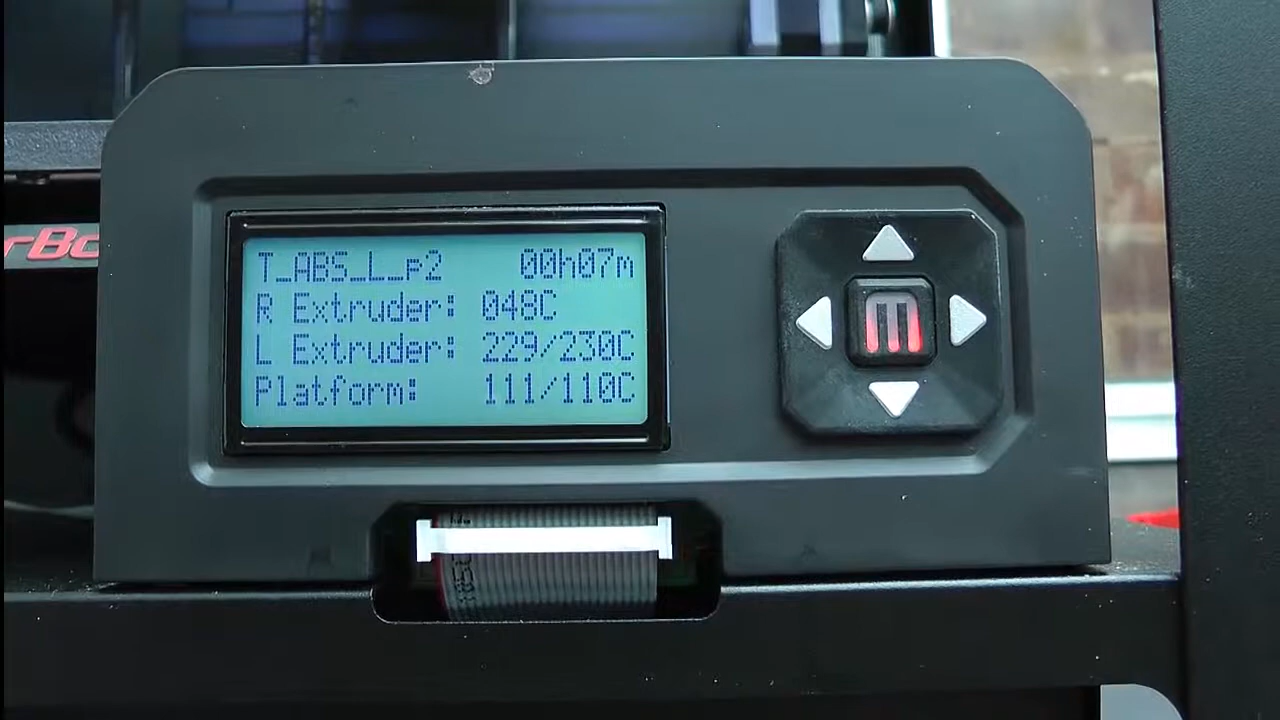 T_ABS_L_p2 00h07m
R Extruder: 048C
L Extruder: 229/230C
Platform: 111/110C
M